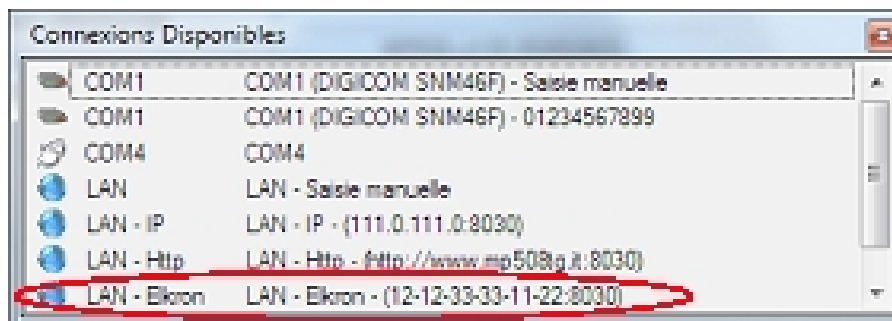 Connexions Disponibles
COM1 COM1 (DIGICOM SNM46F) - Saisie manuelle
COM1 COM1 (DIGICOM SNM46F) - 01234567899
COM4 COM4
LAN LAN - Saisie manuelle
LAN - IP LAN - IP - (111.0.111.0:8030)
LAN - Http LAN - Http - (http://www.mp508tg.it:8030)
LAN - Elkron LAN - Elkron - (12-12-33-33-11-22:8030)